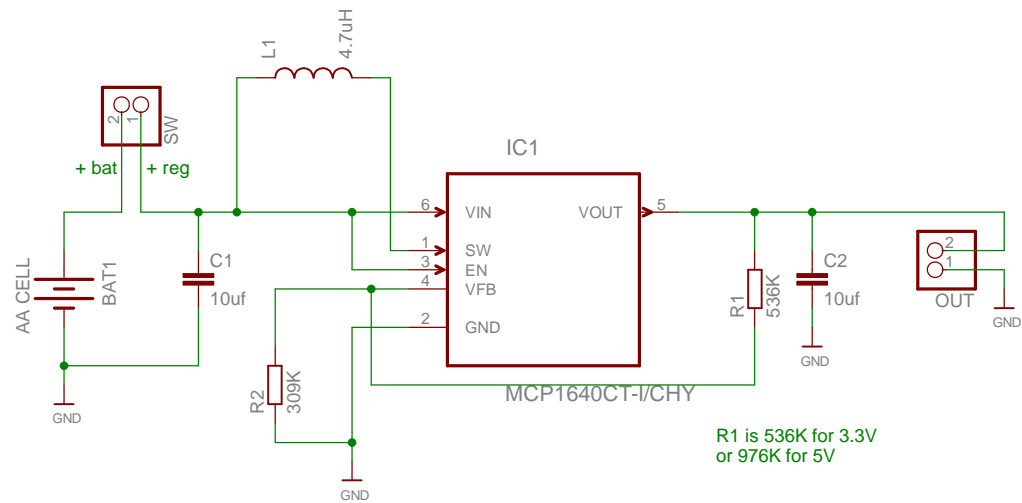 L1
4.7uH
2
1
SW
+ bat
+ reg
IC1
6
VIN
VOUT
5
1
SW
3
EN
4
VFB
2
GND
MCP1640CT-I/CHY
AA CELL
BAT1
C1
10uf
GND
R2
309K
GND
R1
536K
C2
10uf
GND
2
1
OUT
GND
R1 is 536K for 3.3V
or 976K for 5V